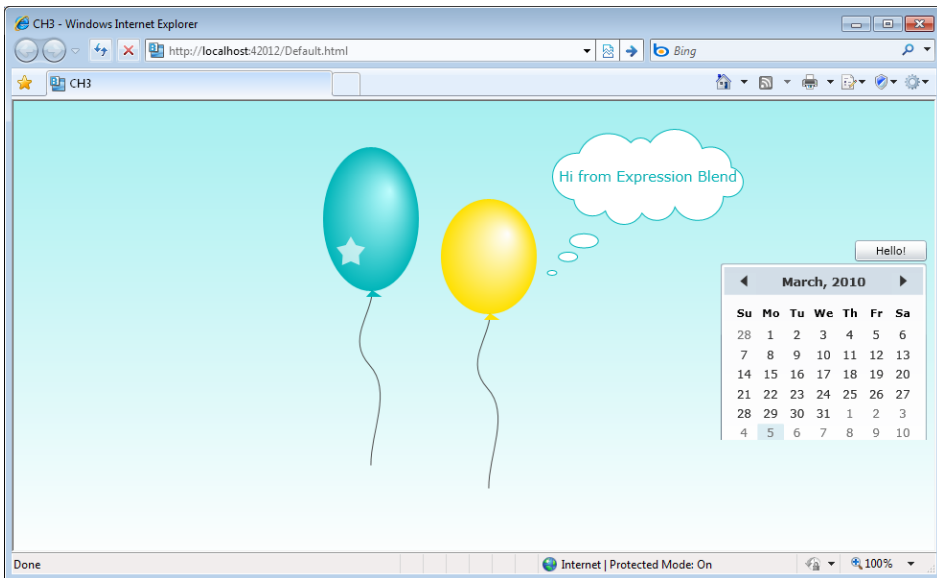 CH3 - Windows Internet Explorer
http://localhost:42012/Default.html
Bing
CH3
Hi from Expression Blend
Hello!
March, 2010
Su Mo Tu We Th Fr Sa
28 1 2 3 4 5 6
7 8 9 10 11 12 13
14 15 16 17 18 19 20
21 22 23 24 25 26 27
28 29 30 31 1 2 3
4 5 6 7 8 9 10
Done
Internet | Protected Mode: On
100%